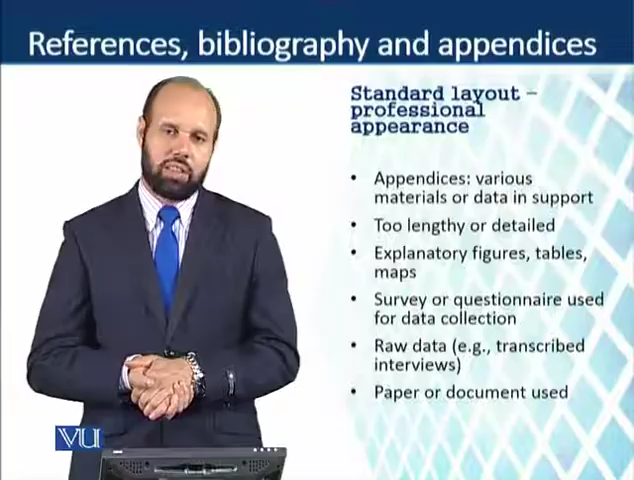 References, bibliography and appendices
Standard layout –
professional
appearance
• Appendices: various
materials or data in support
• Too lengthy or detailed
• Explanatory figures, tables,
maps
• Survey or questionnaire used
for data collection
• Raw data (e.g., transcribed
interviews)
• Paper or document used
VU